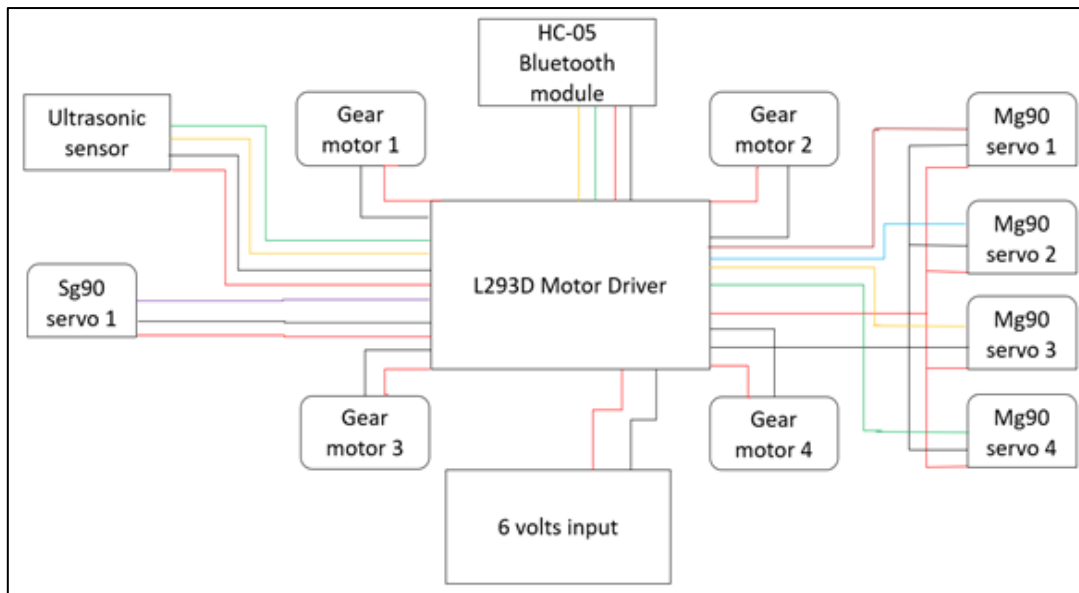 HC-05
Bluetooth
module
Ultrasonic
sensor
Gear
motor 1
Gear
motor 2
Mg90
servo 1
Mg90
servo 2
Sg90
servo 1
L293D Motor Driver
Mg90
servo 3
Gear
motor 3
Gear
motor 4
Mg90
servo 4
6 volts input